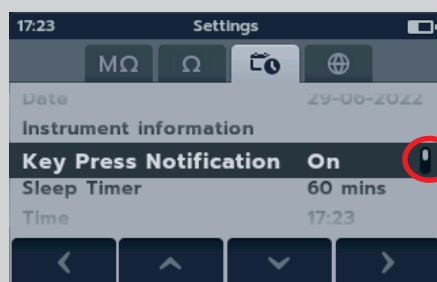 17:23 Settings
MΩ Ω
Date 29-06-2022
Instrument information
Key Press Notification On
Sleep Timer 60 mins
Time 17:23